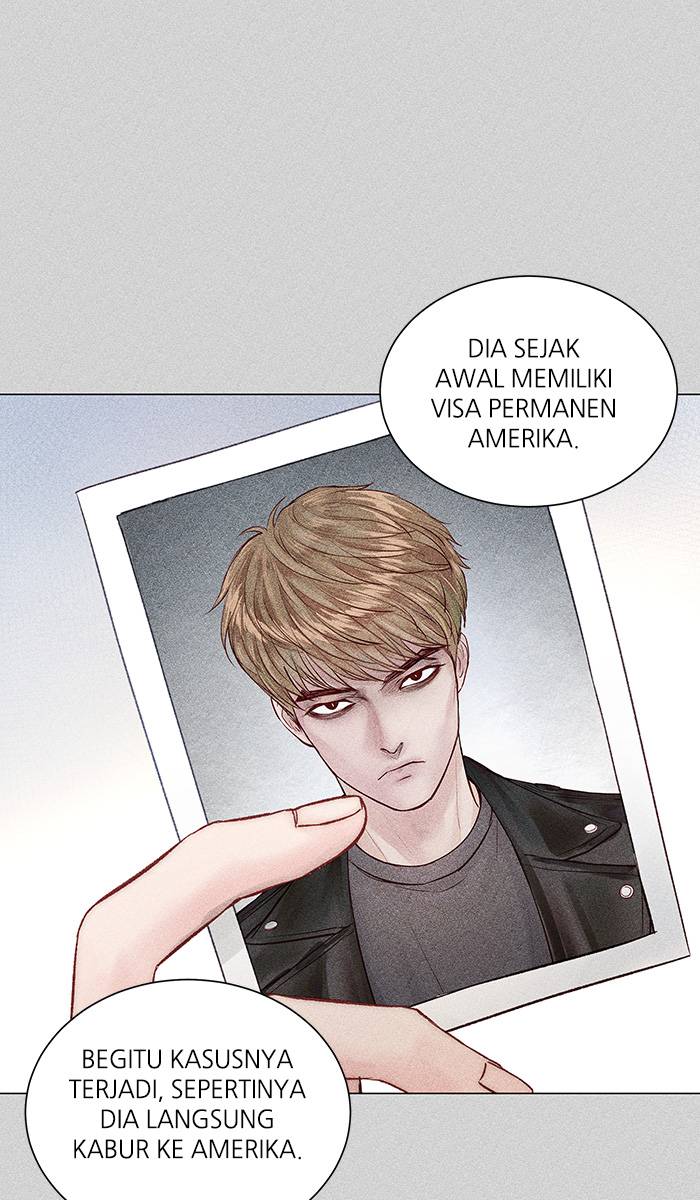 DIA SEJAK
AWAL MEMILIKI
VISA PERMANEN
AMERIKA.
BEGITU KASUSNYA
TERJADI, SEPERTINYA
DIA LANGSUNG
KABUR KE AMERIKA.